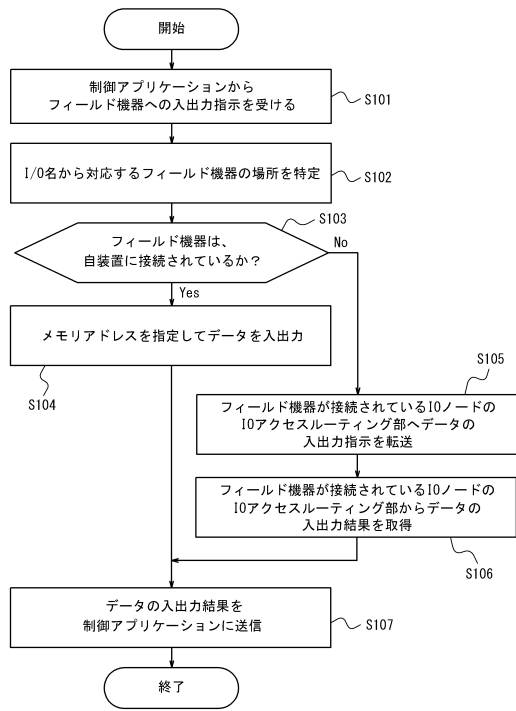 開始
制御アプリケーションから
フィールド機器への入出力指示を受ける
S101
I/O名から対応するフィールド機器の場所を特定
S102
S103
フィールド機器は、
自装置に接続されているか？
No
Yes
メモリアドレスを指定してデータを入出力
S104
S105
フィールド機器が接続されているIOノードの
IOアクセスルーティング部へデータの
入出力指示を転送
フィールド機器が接続されているIOノードの
IOアクセスルーティング部からデータの
入出力結果を取得
S106
データの入出力結果を
制御アプリケーションに送信
S107
終了